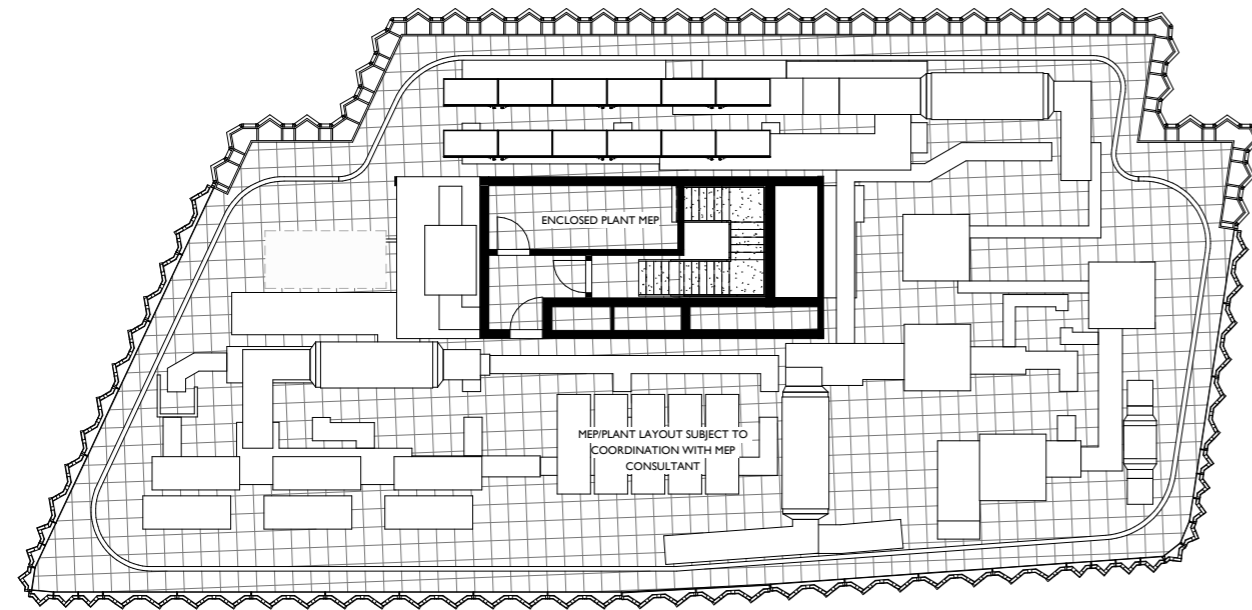 ENCLOSED PLANT MEP
MEP/PLANT LAYOUT SUBJECT TO
COORDINATION WITH MEP
CONSULTANT